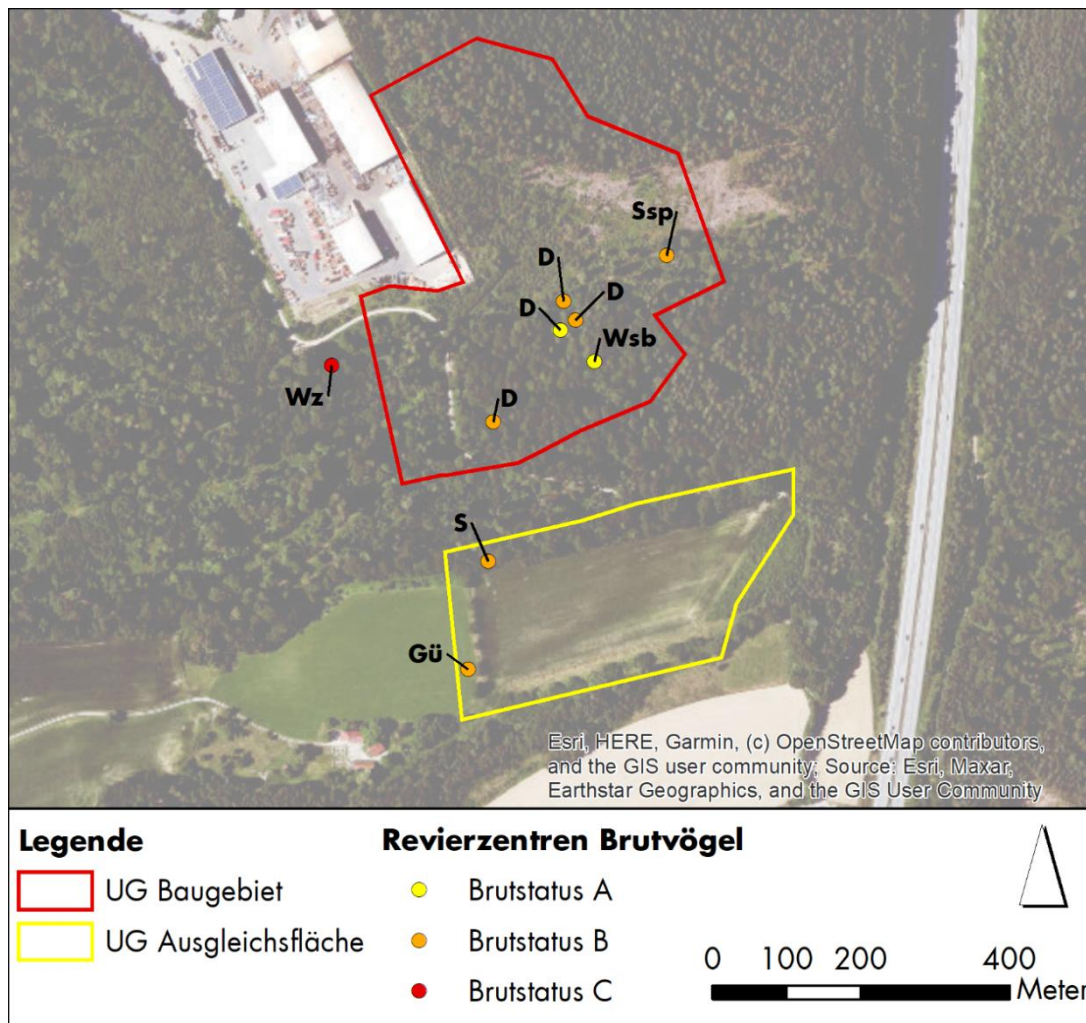 Ssp
D
D
D
Wsb
Wz
D
S
Gü
Esri, HERE, Garmin, (c) OpenStreetMap contributors,
and the GIS user community; Source: Esri, Maxar,
Earthstar Geographics, and the GIS User Community
Legende
UG Baugebiet
UG Ausgleichsfläche
Revierzentren Brutvögel
Brutstatus A
Brutstatus B
Brutstatus C
0 100 200 400
Meter